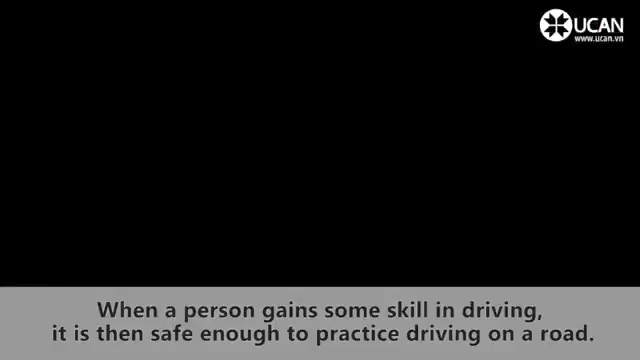 UCAN
www.ucan.vn
When a person gains some skill in driving,
it is then safe enough to practice driving on a road.